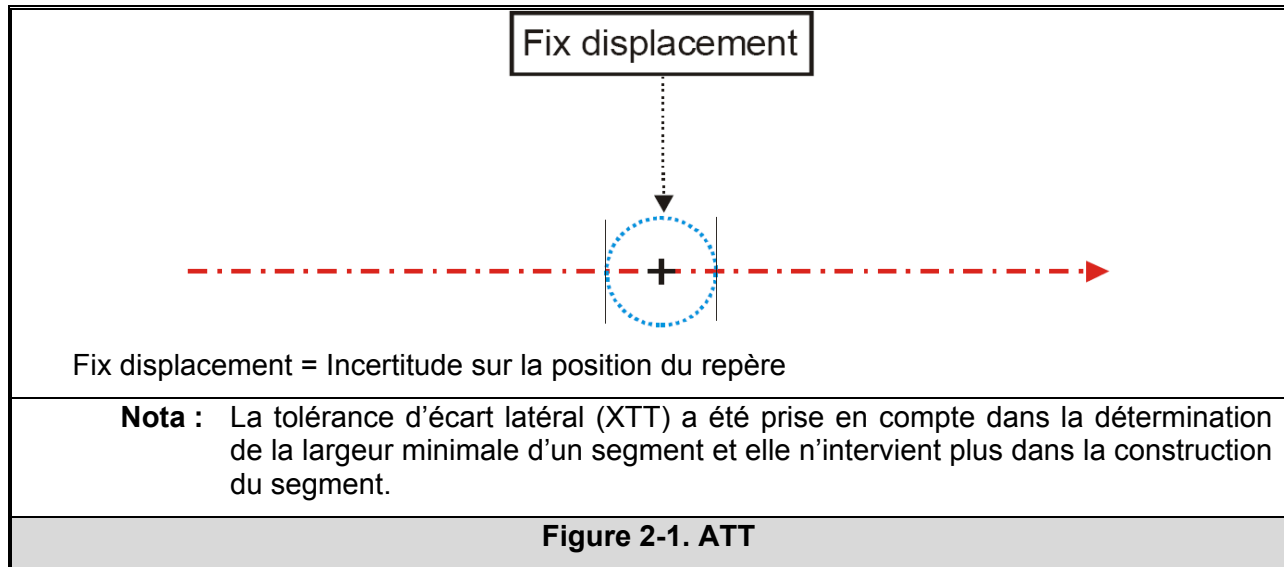 Fix displacement
Fix displacement = Incertitude sur la position du repère
Nota : La tolérance d’écart latéral (XTT) a été prise en compte dans la détermination
de la largeur minimale d’un segment et elle n’intervient plus dans la construction
du segment.
Figure 2-1. ATT